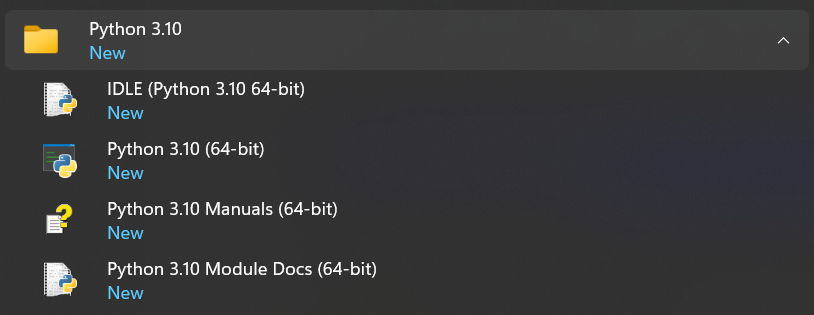 Python 3.10
New
IDLE (Python 3.10 64-bit)
New
Python 3.10 (64-bit)
New
Python 3.10 Manuals (64-bit)
New
Python 3.10 Module Docs (64-bit)
New